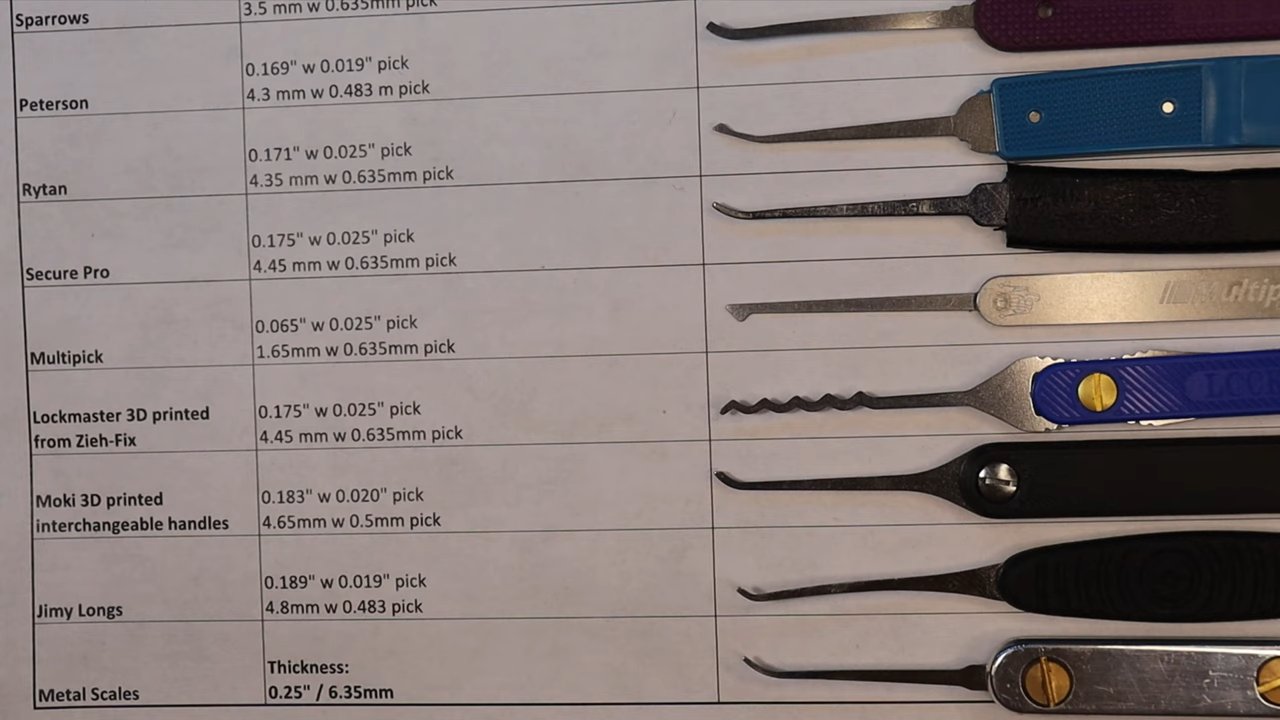 Sparrows
3.5 mm w 0.635mm pick
Peterson
0.169" w 0.019" pick
4.3 mm w 0.483 m pick
Rytan
0.171" w 0.025" pick
4.35 mm w 0.635mm pick
Secure Pro
0.175" w 0.025" pick
4.45 mm w 0.635mm pick
Multipick
0.065" w 0.025" pick
1.65mm w 0.635mm pick
Lockmaster 3D printed
from Zieh-Fix
0.175" w 0.025" pick
4.45 mm w 0.635mm pick
Moki 3D printed
interchangeable handles
0.183" w 0.020" pick
4.65mm w 0.5mm pick
Jimy Longs
0.189" w 0.019" pick
4.8mm w 0.483 pick
Metal Scales
Thickness:
0.25" / 6.35mm
Multip